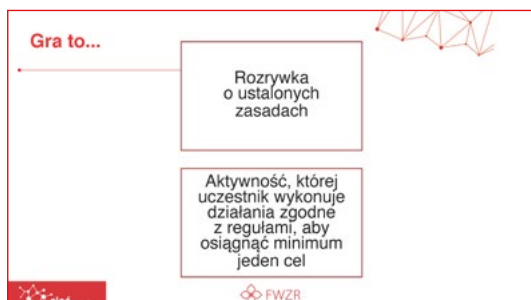 Gra to...
Rozrywka
o ustalonych
zasadach
Aktywność, której
uczestnik wykonuje
działania zgodne
z regułami, aby
osiągnąć minimum
jeden cel
FWZR